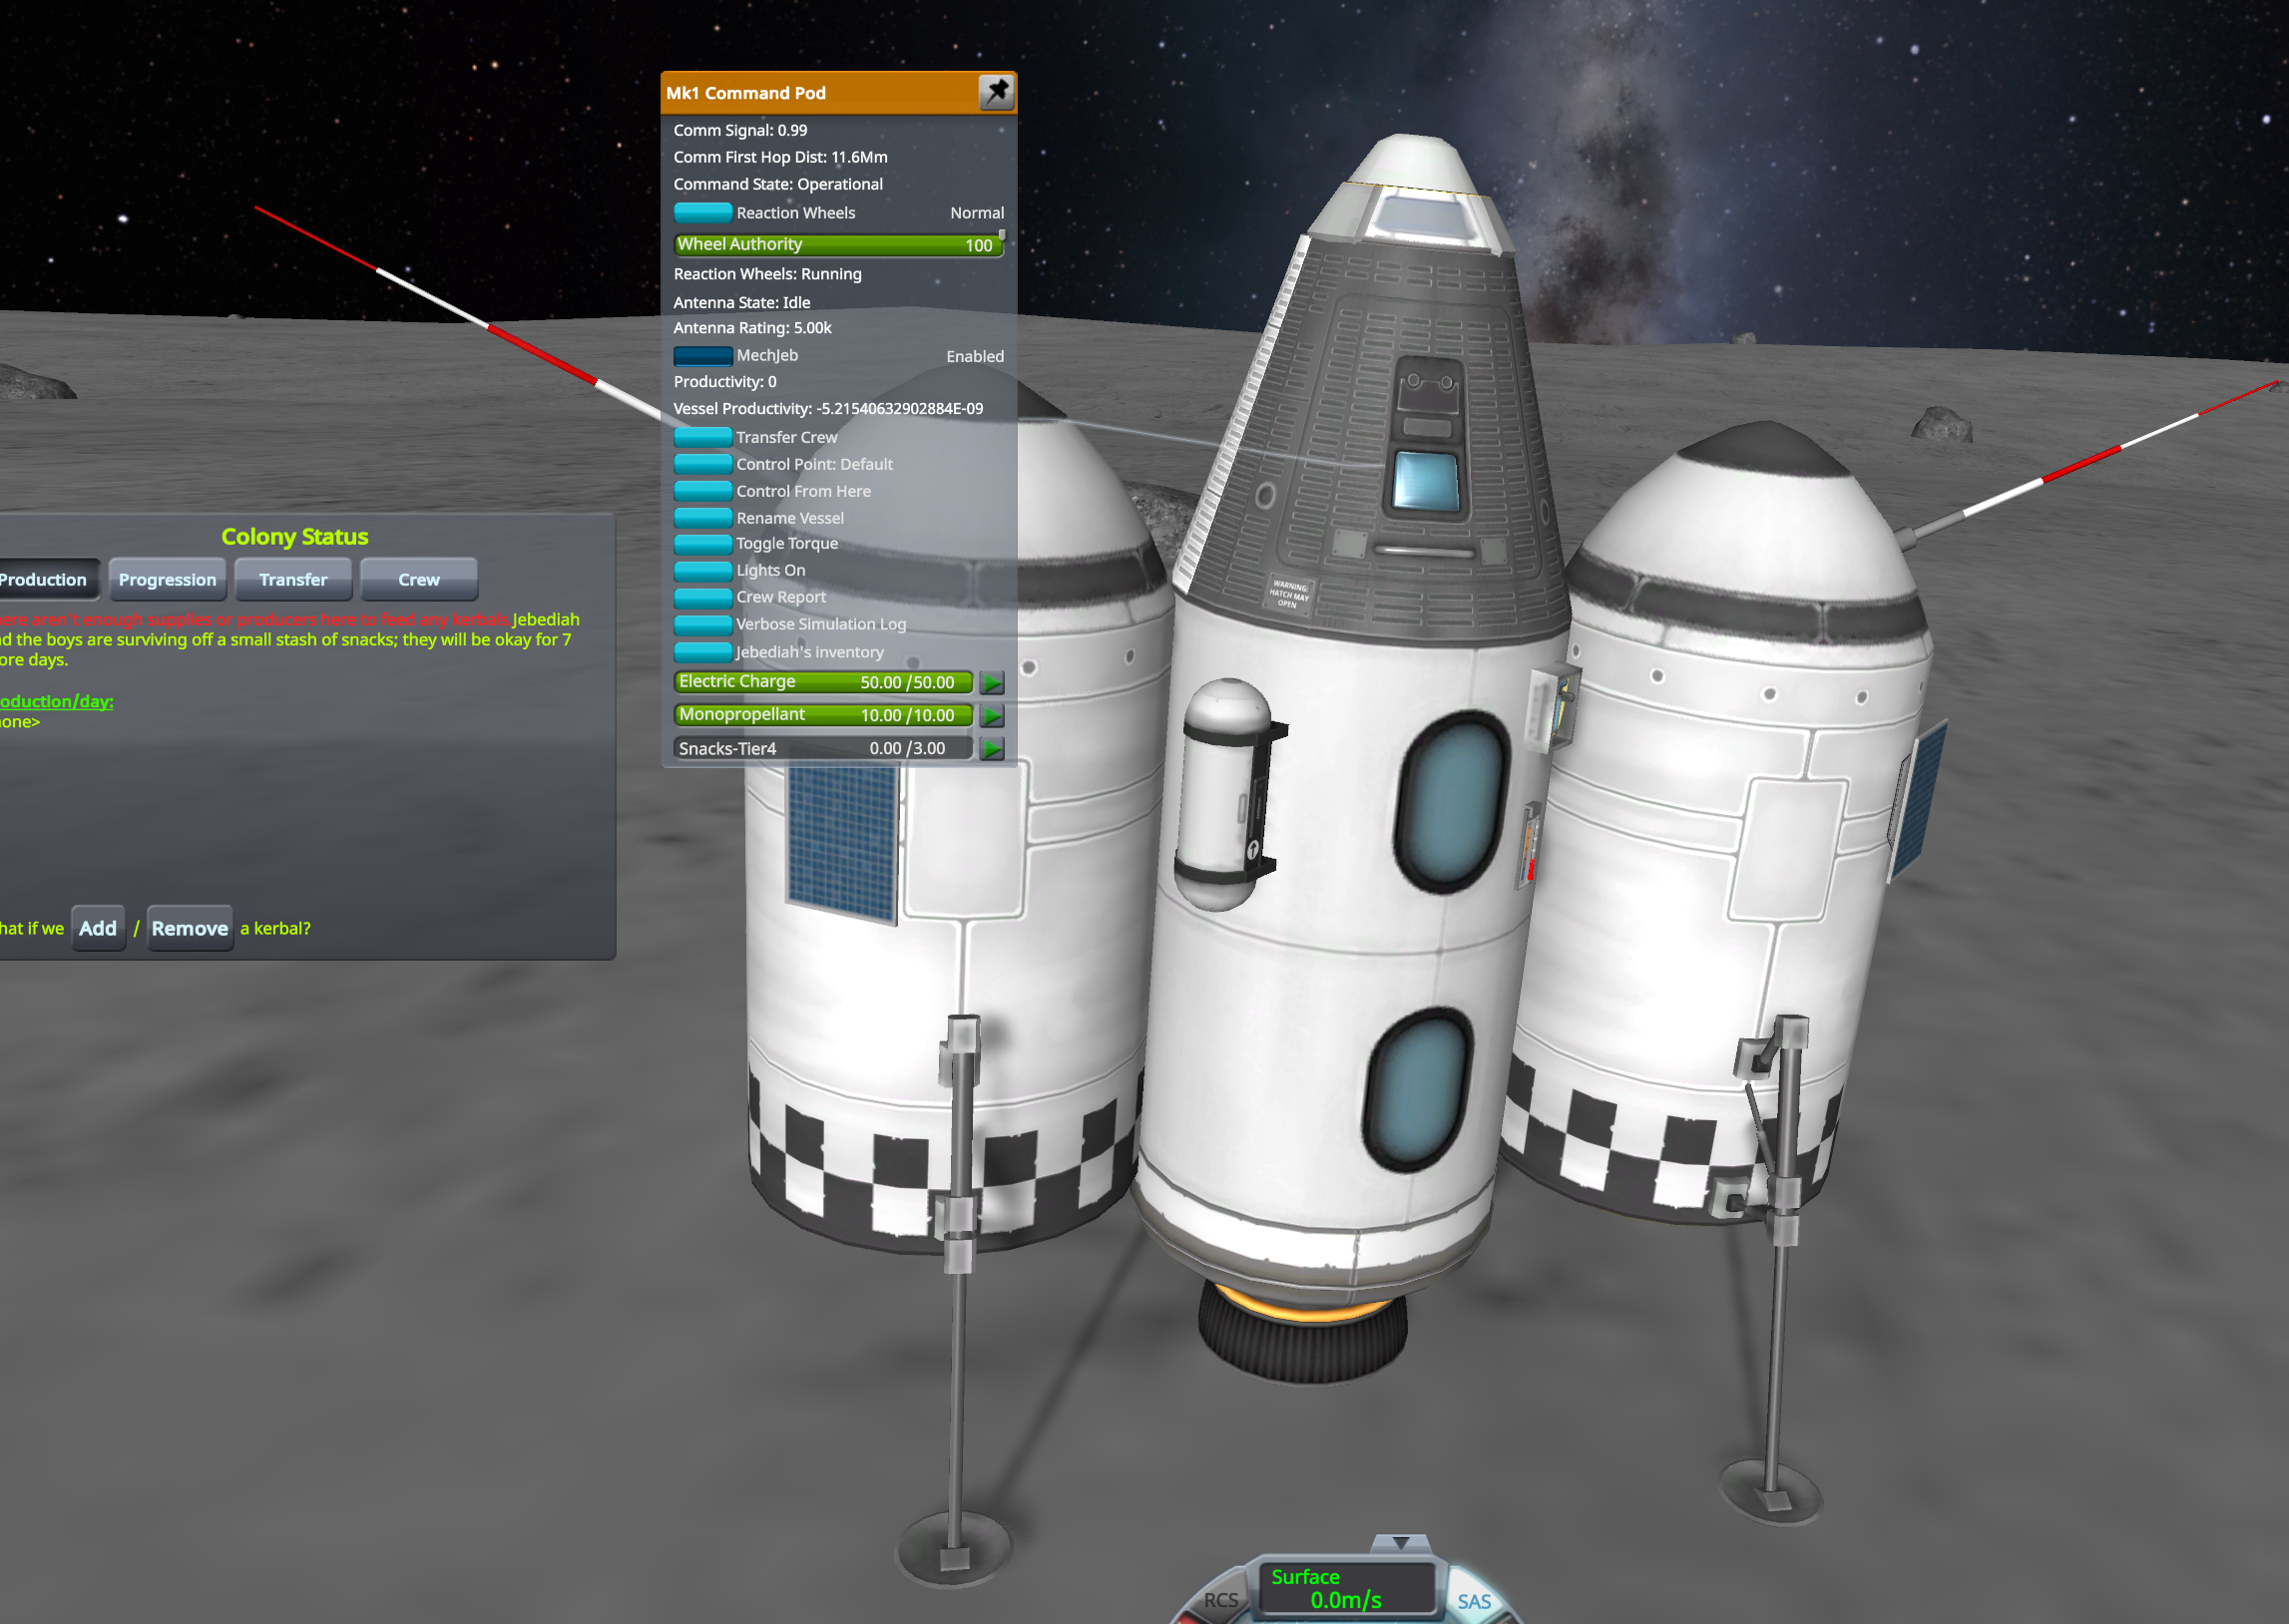 Mk1 Command Pod
Comm Signal: 0.99
Comm First Hop Dist: 11.6Mm
Command State: Operational
Reaction Wheels Normal
Wheel Authority 100
Reaction Wheels: Running
Antenna State: Idle
Antenna Rating: 5.00k
MechJeb Enabled
Productivity: 0
Vessel Productivity: -5.21540632902884E-09
Transfer Crew
Control Point: Default
Control From Here
Rename Vessel
Toggle Torque
Lights On
Crew Report
Verbose Simulation Log
Jebediah's inventory
Electric Charge 50.00 /50.00
Monopropellant 10.00 /10.00
Snacks-Tier4 0.00 /3.00
Colony Status
Production Progression Transfer Crew
ere aren't enough supplies or producers here to feed any kerbals Jebediah
d the boys are surviving off a small stash of snacks; they will be okay for 7
ore days.
oduction/day:
one>
hat if we Add / Remove a kerbal?
WARNING:
HATCH MAY
OPEN
Surface
0.0m/s
RCS
SAS